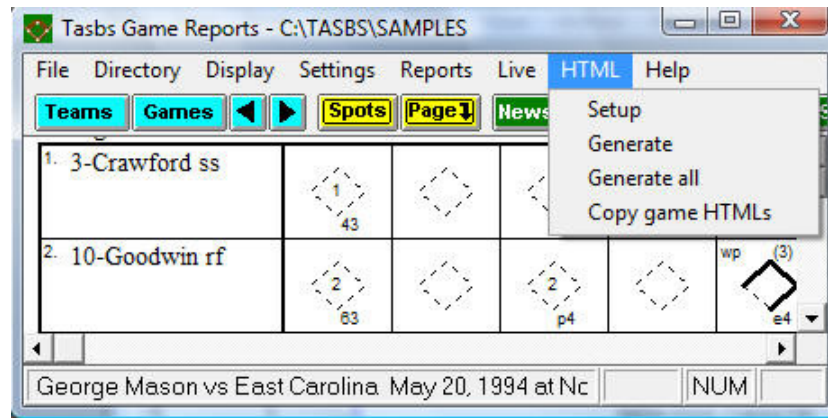 Tasbs Game Reports - C:\TASBS\SAMPLES
File Directory Display Settings Reports Live HTML Help
Teams Games Spots Page News
Setup
Generate
Generate all
Copy game HTMLs
1. 3-Crawford ss
1
43
2. 10-Goodwin rf
2
63
2
p4
wp (3)
e4
George Mason vs East Carolina May 20, 1994 at Nc
NUM